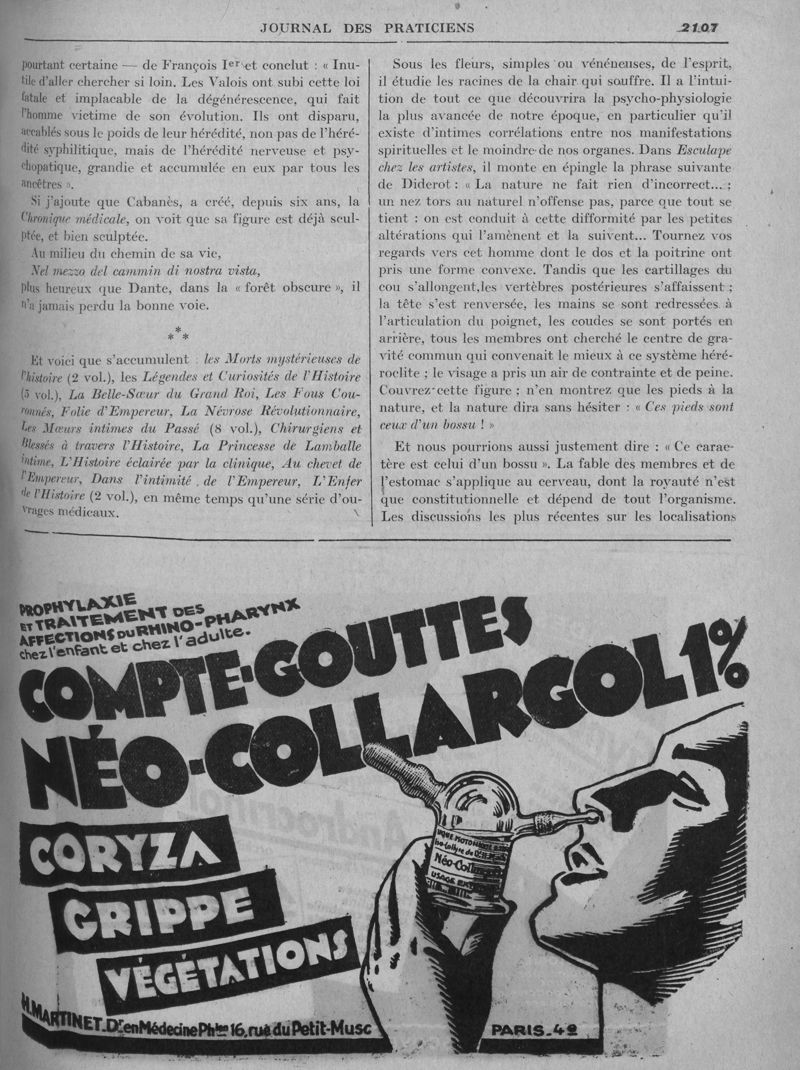 JOURNAL DES PRATICIENS 2107
pourtant certaine — de François Iᵉʳ et conclut : « Inu-
tile d'aller chercher si loin. Les Valois ont subi cette loi
fatale et implacable de la dégénérescence, qui fait
l'homme victime de son évolution. Ils ont disparu,
accablés sous le poids de leur hérédité, non pas de l'héré-
dité syphilitique, mais de l'hérédité nerveuse et psy-
chopatique, grandie et accumulée en eux par tous les
ancêtres ».
Si j'ajoute que Cabanès, a créé, depuis six ans, la
Chronique médicale, on voit que sa figure est déjà scul-
ptée, et bien sculptée.
Au milieu du chemin de sa vie,
Nel mezzo del cammin di nostra vista,
plus heureux que Dante, dans la « forêt obscure », il
n'a jamais perdu la bonne voie.
*
* *
Et voici que s'accumulent : les Morts mystérieuses de
l'histoire (2 vol.), les Légendes et Curiosités de l'Histoire
(5 vol.), La Belle-Sœur du Grand Roi, Les Fous Cou-
ronnés, Folie d'Empereur, La Névrose Révolutionnaire,
Les Mœurs intimes du Passé (8 vol.), Chirurgiens et
Blessés à travers l'Histoire, La Princesse de Lamballe
intime, L'Histoire éclairée par la clinique, Au chevet de
l'Empereur, Dans l'intimité de l'Empereur, L'Enfer
de l'Histoire (2 vol.), en même temps qu'une série d'ou-
vrages médicaux.
Sous les fleurs, simples ou vénéneuses, de l'esprit,
il étudie les racines de la chair qui souffre. Il a l'intui-
tion de tout ce que découvrira la psycho-physiologie
la plus avancée de notre époque, en particulier qu'il
existe d'intimes corrélations entre nos manifestations
spirituelles et le moindre de nos organes. Dans Esculape
chez les artistes, il monte en épingle la phrase suivante
de Diderot : « La nature ne fait rien d'incorrect... ;
un nez tors au naturel n'offense pas, parce que tout se
tient : on est conduit à cette difformité par les petites
altérations qui l'amènent et la suivent... Tournez vos
regards vers cet homme dont le dos et la poitrine ont
pris une forme convexe. Tandis que les cartillages du
cou s'allongent,les vertèbres postérieures s'affaissent ;
la tête s'est renversée, les mains se sont redressées à
l'articulation du poignet, les coudes se sont portés en
arrière, tous les membres ont cherché le centre de gra-
vité commun qui convenait le mieux à ce système hété-
roclite ; le visage a pris un air de contrainte et de peine.
Couvrez cette figure ; n'en montrez que les pieds à la
nature, et la nature dira sans hésiter : « Ces pieds sont
ceux d'un bossu ! »
Et nous pourrions aussi justement dire : « Ce carac-
tère est celui d'un bossu ». La fable des membres et de
l'estomac s'applique au cerveau, dont la royauté n'est
que constitutionnelle et dépend de tout l'organisme.
Les discussions les plus récentes sur les localisations
PROPHYLAXIE
ET TRAITEMENT DES
AFFECTIONS DU RHINO-PHARYNX
chez l'enfant et chez l'adulte.
COMPTE-GOUTTES
NÉO-COLLARGOL 1%
CORYZA
GRIPPE
VÉGÉTATIONS
Néo-Coll
USAGE
H. MARTINET. Dr en Médecine Phien 16, rue du Petit-Musc
PARIS-4e